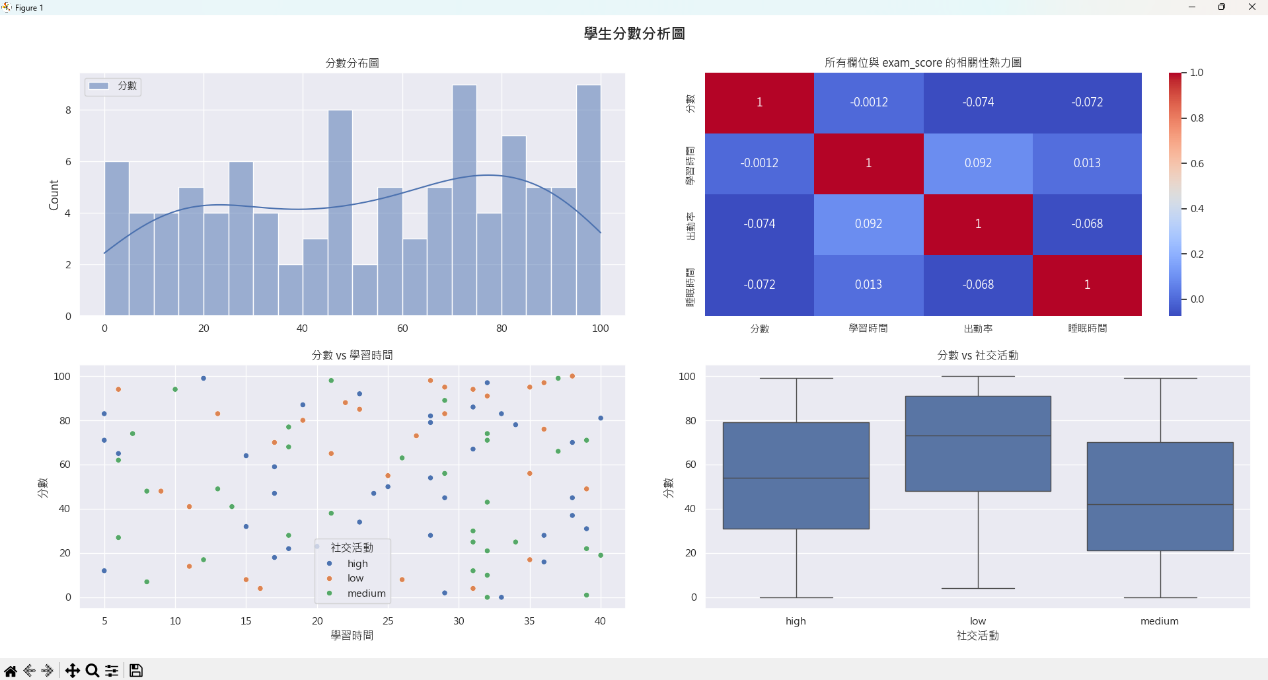 Figure 1
學生分數分析圖
分數分布圖
分數
Count
8
6
4
2
0
0 20 40 60 80 100
所有欄位與 exam_score 的相關性熱力圖
分數 1 -0.0012 -0.074 -0.072
學習時間 -0.0012 1 0.092 0.013
出勤率 -0.074 0.092 1 -0.068
睡眠時間 -0.072 0.013 -0.068 1
分數 學習時間 出勤率 睡眠時間
1.0
0.8
0.6
0.4
0.2
0.0
分數 vs 學習時間
分數
100
80
60
40
20
0
社交活動
high
low
medium
5 10 15 20 25 30 35 40
學習時間
分數 vs 社交活動
分數
100
80
60
40
20
0
high low medium
社交活動